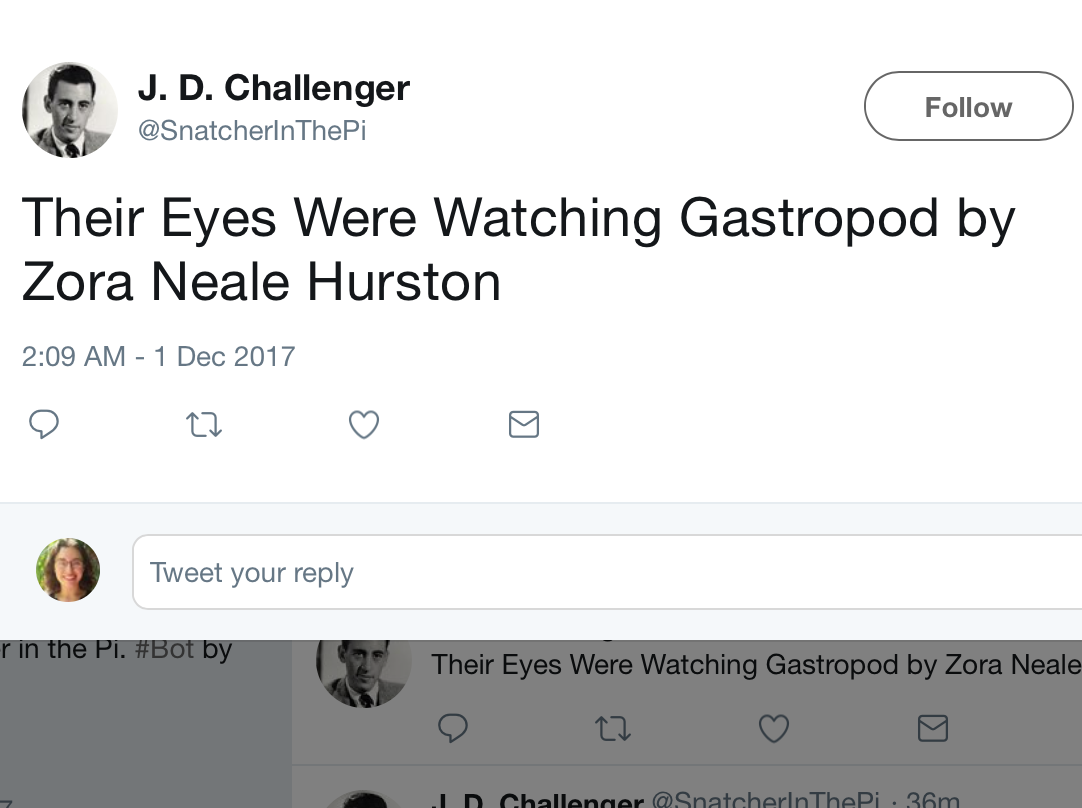 J. D. Challenger
@SnatcherInThePi
Follow
Their Eyes Were Watching Gastropod by
Zora Neale Hurston
2:09 AM - 1 Dec 2017
Tweet your reply
r in the Pi. #Bot by
Their Eyes Were Watching Gastropod by Zora Neale
J. D. Challenger @SnatcherInThePi · 36m